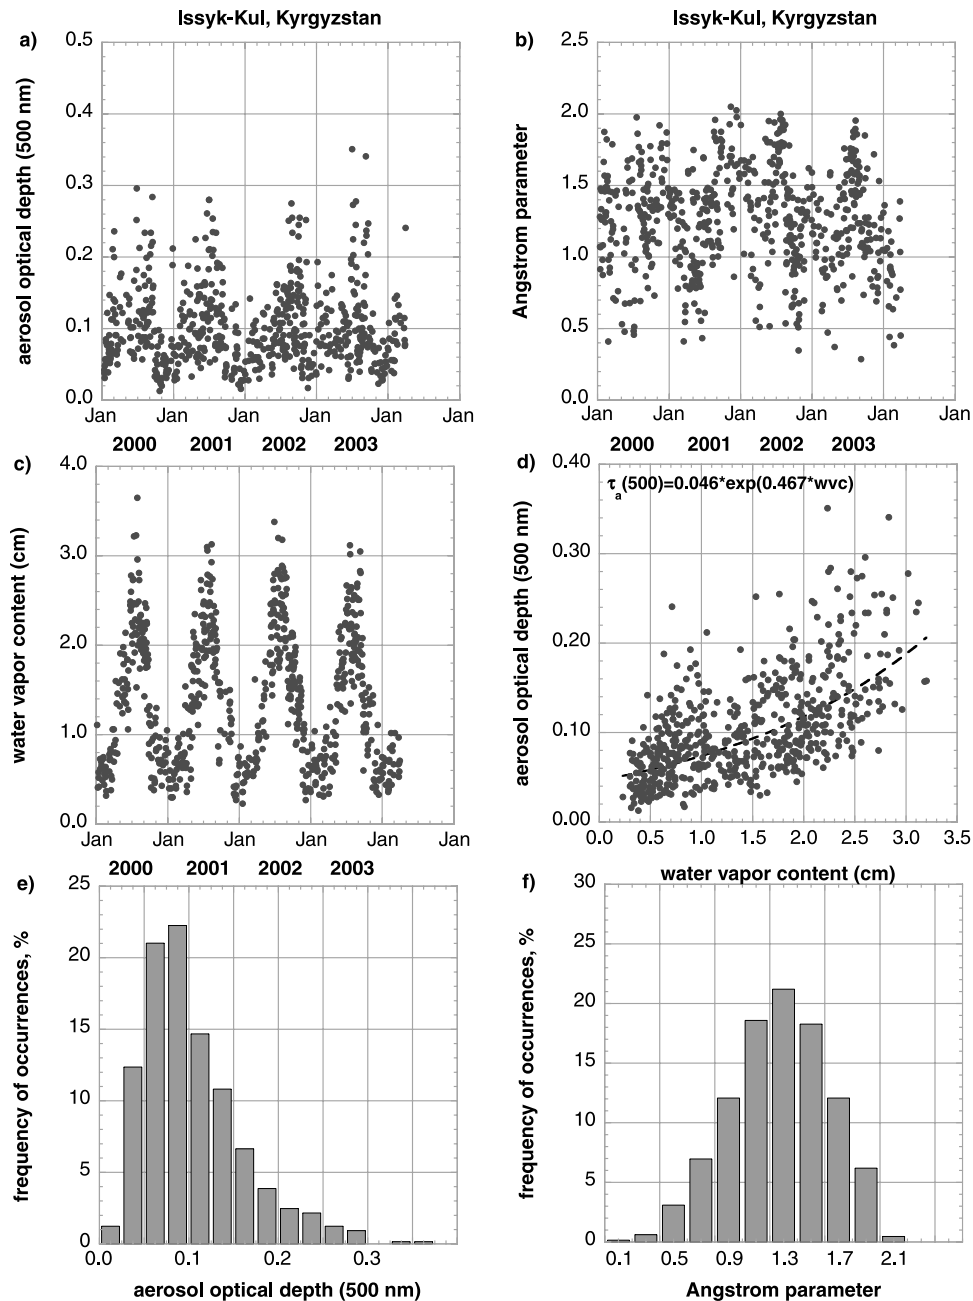 Issyk-Kul, Kyrgyzstan
a)
0.5
0.4
0.3
0.2
0.1
0.0
aerosol optical depth (500 nm)
Jan Jan Jan Jan Jan Jan
2000 2001 2002 2003
Issyk-Kul, Kyrgyzstan
b)
2.5
2.0
1.5
1.0
0.5
0.0
Angstrom parameter
Jan Jan Jan Jan Jan Jan
2000 2001 2002 2003
c)
4.0
3.0
2.0
1.0
0.0
water vapor content (cm)
Jan Jan Jan Jan Jan Jan
2000 2001 2002 2003
d)
0.40
0.30
0.20
0.10
0.00
aerosol optical depth (500 nm)
τa(500)=0.046*exp(0.467*wvc)
0.0 0.5 1.0 1.5 2.0 2.5 3.0 3.5
water vapor content (cm)
e)
25
20
15
10
5
0
frequency of occurrences, %
0.0 0.1 0.2 0.3
aerosol optical depth (500 nm)
f)
30
25
20
15
10
5
0
frequency of occurrences, %
0.1 0.5 0.9 1.3 1.7 2.1
Angstrom parameter